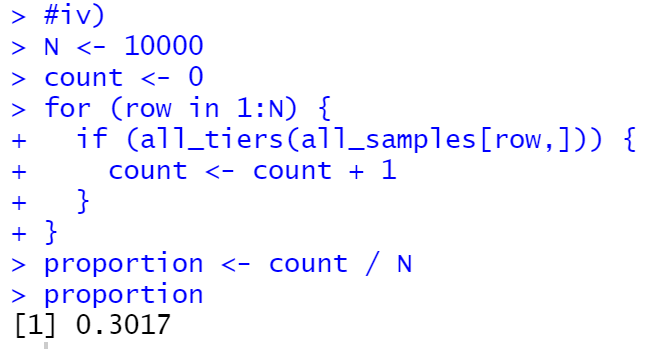 > #iv)
> N <- 10000
> count <- 0
> for (row in 1:N) {
+   if (all_tiers(all_samples[row,])) {
+     count <- count + 1
+   }
+ }
> proportion <- count / N
> proportion
[1] 0.3017